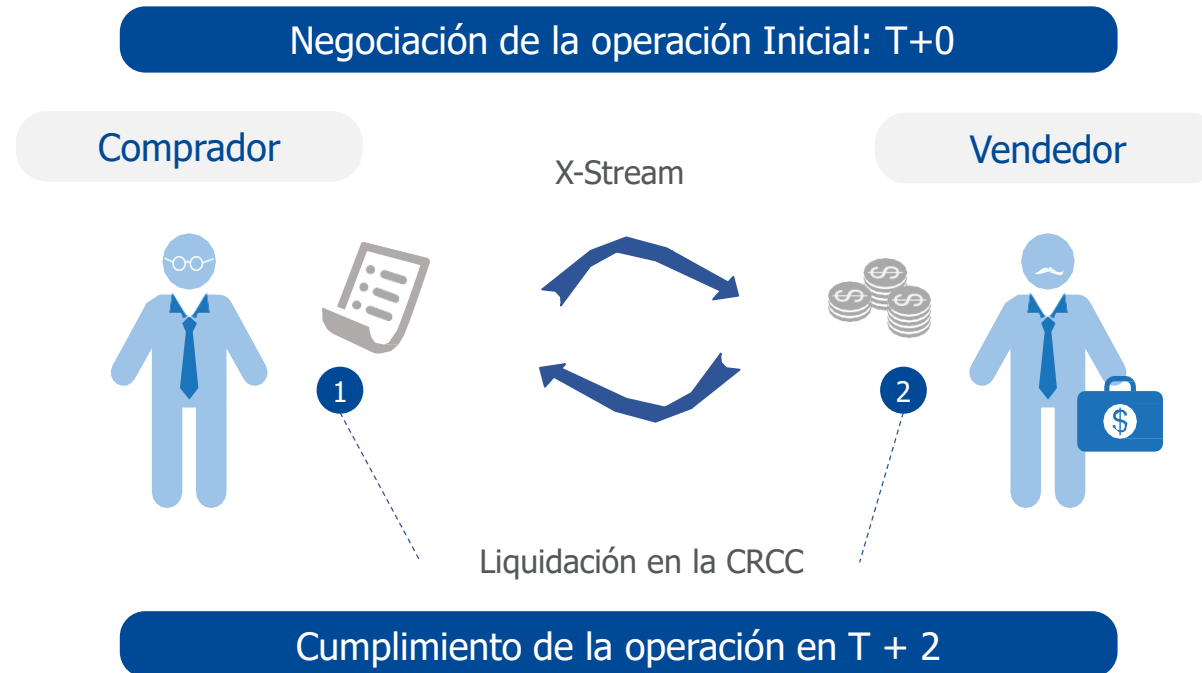 Negociación de la operación Inicial: T+0
Comprador
Vendedor
X-Stream
$
$
$
1
2
$
Liquidación en la CRCC
Cumplimiento de la operación en T + 2